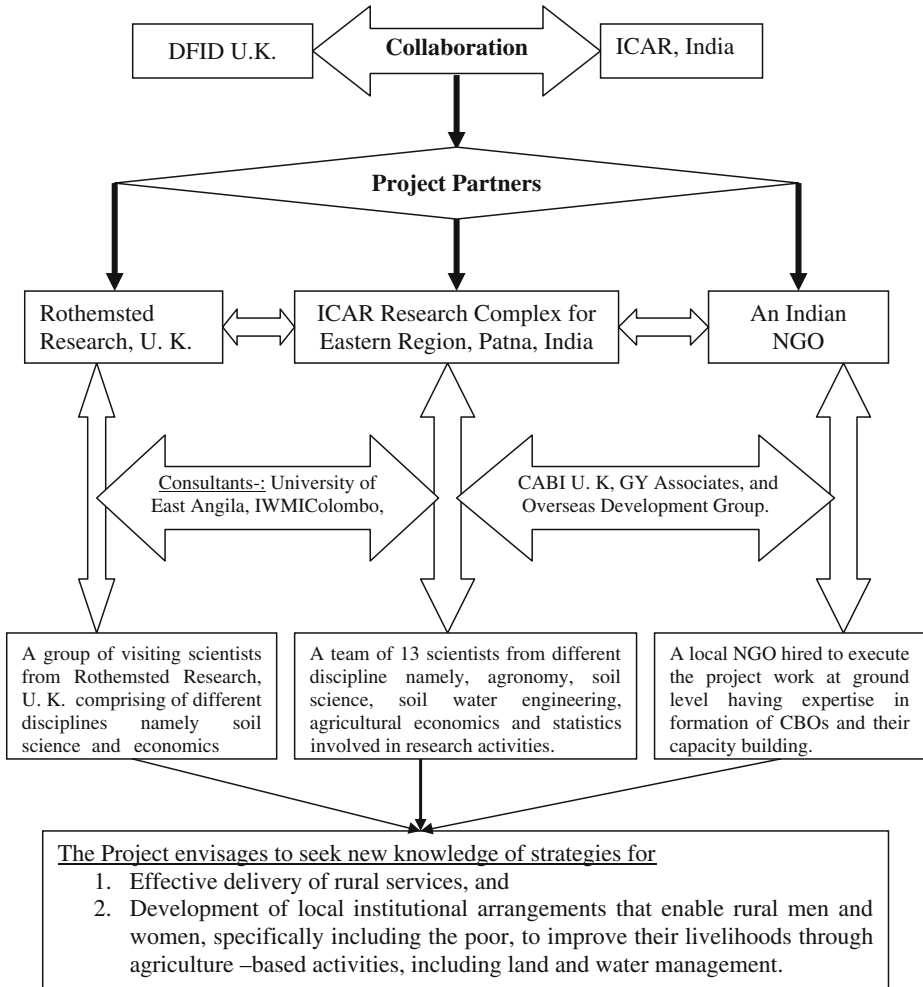 DFID U.K.
Collaboration
ICAR, India
Project Partners
Rothemsted
Research, U. K.
ICAR Research Complex for
Eastern Region, Patna, India
An Indian
NGO
Consultants-: University of
East Angila, IWMIColombo,
CABI U. K, GY Associates, and
Overseas Development Group.
A group of visiting scientists
from Rothemsted Research,
U. K. comprising of different
disciplines namely soil
science and economics
A team of 13 scientists from different
discipline namely, agronomy, soil
science, soil water engineering,
agricultural economics and statistics
involved in research activities.
A local NGO hired to execute
the project work at ground
level having expertise in
formation of CBOs and their
capacity building.
The Project envisages to seek new knowledge of strategies for
1. Effective delivery of rural services, and
2. Development of local institutional arrangements that enable rural men and
women, specifically including the poor, to improve their livelihoods through
agriculture –based activities, including land and water management.